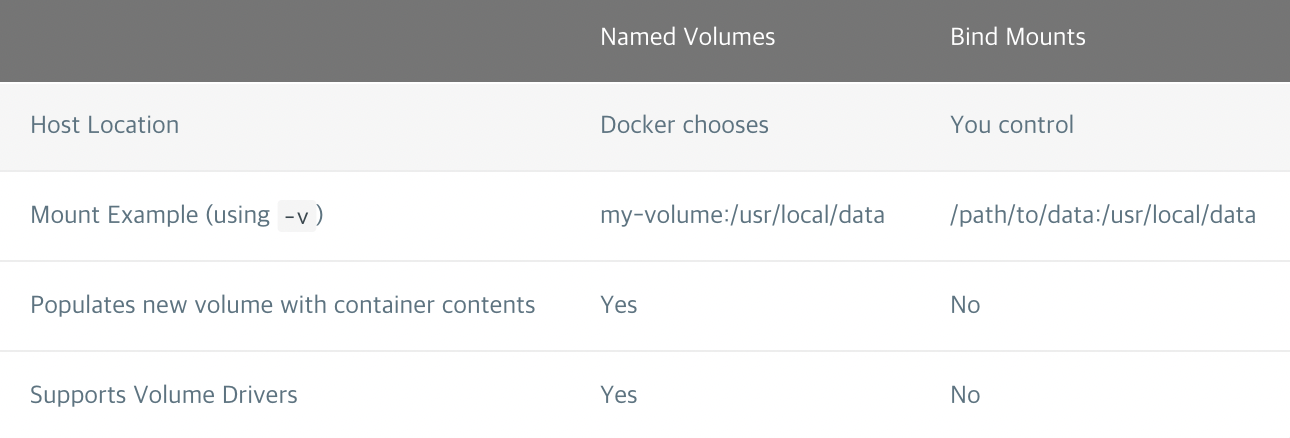 Named Volumes Bind Mounts
Host Location Docker chooses You control
Mount Example (using -v) my-volume:/usr/local/data /path/to/data:/usr/local/data
Populates new volume with container contents Yes No
Supports Volume Drivers Yes No